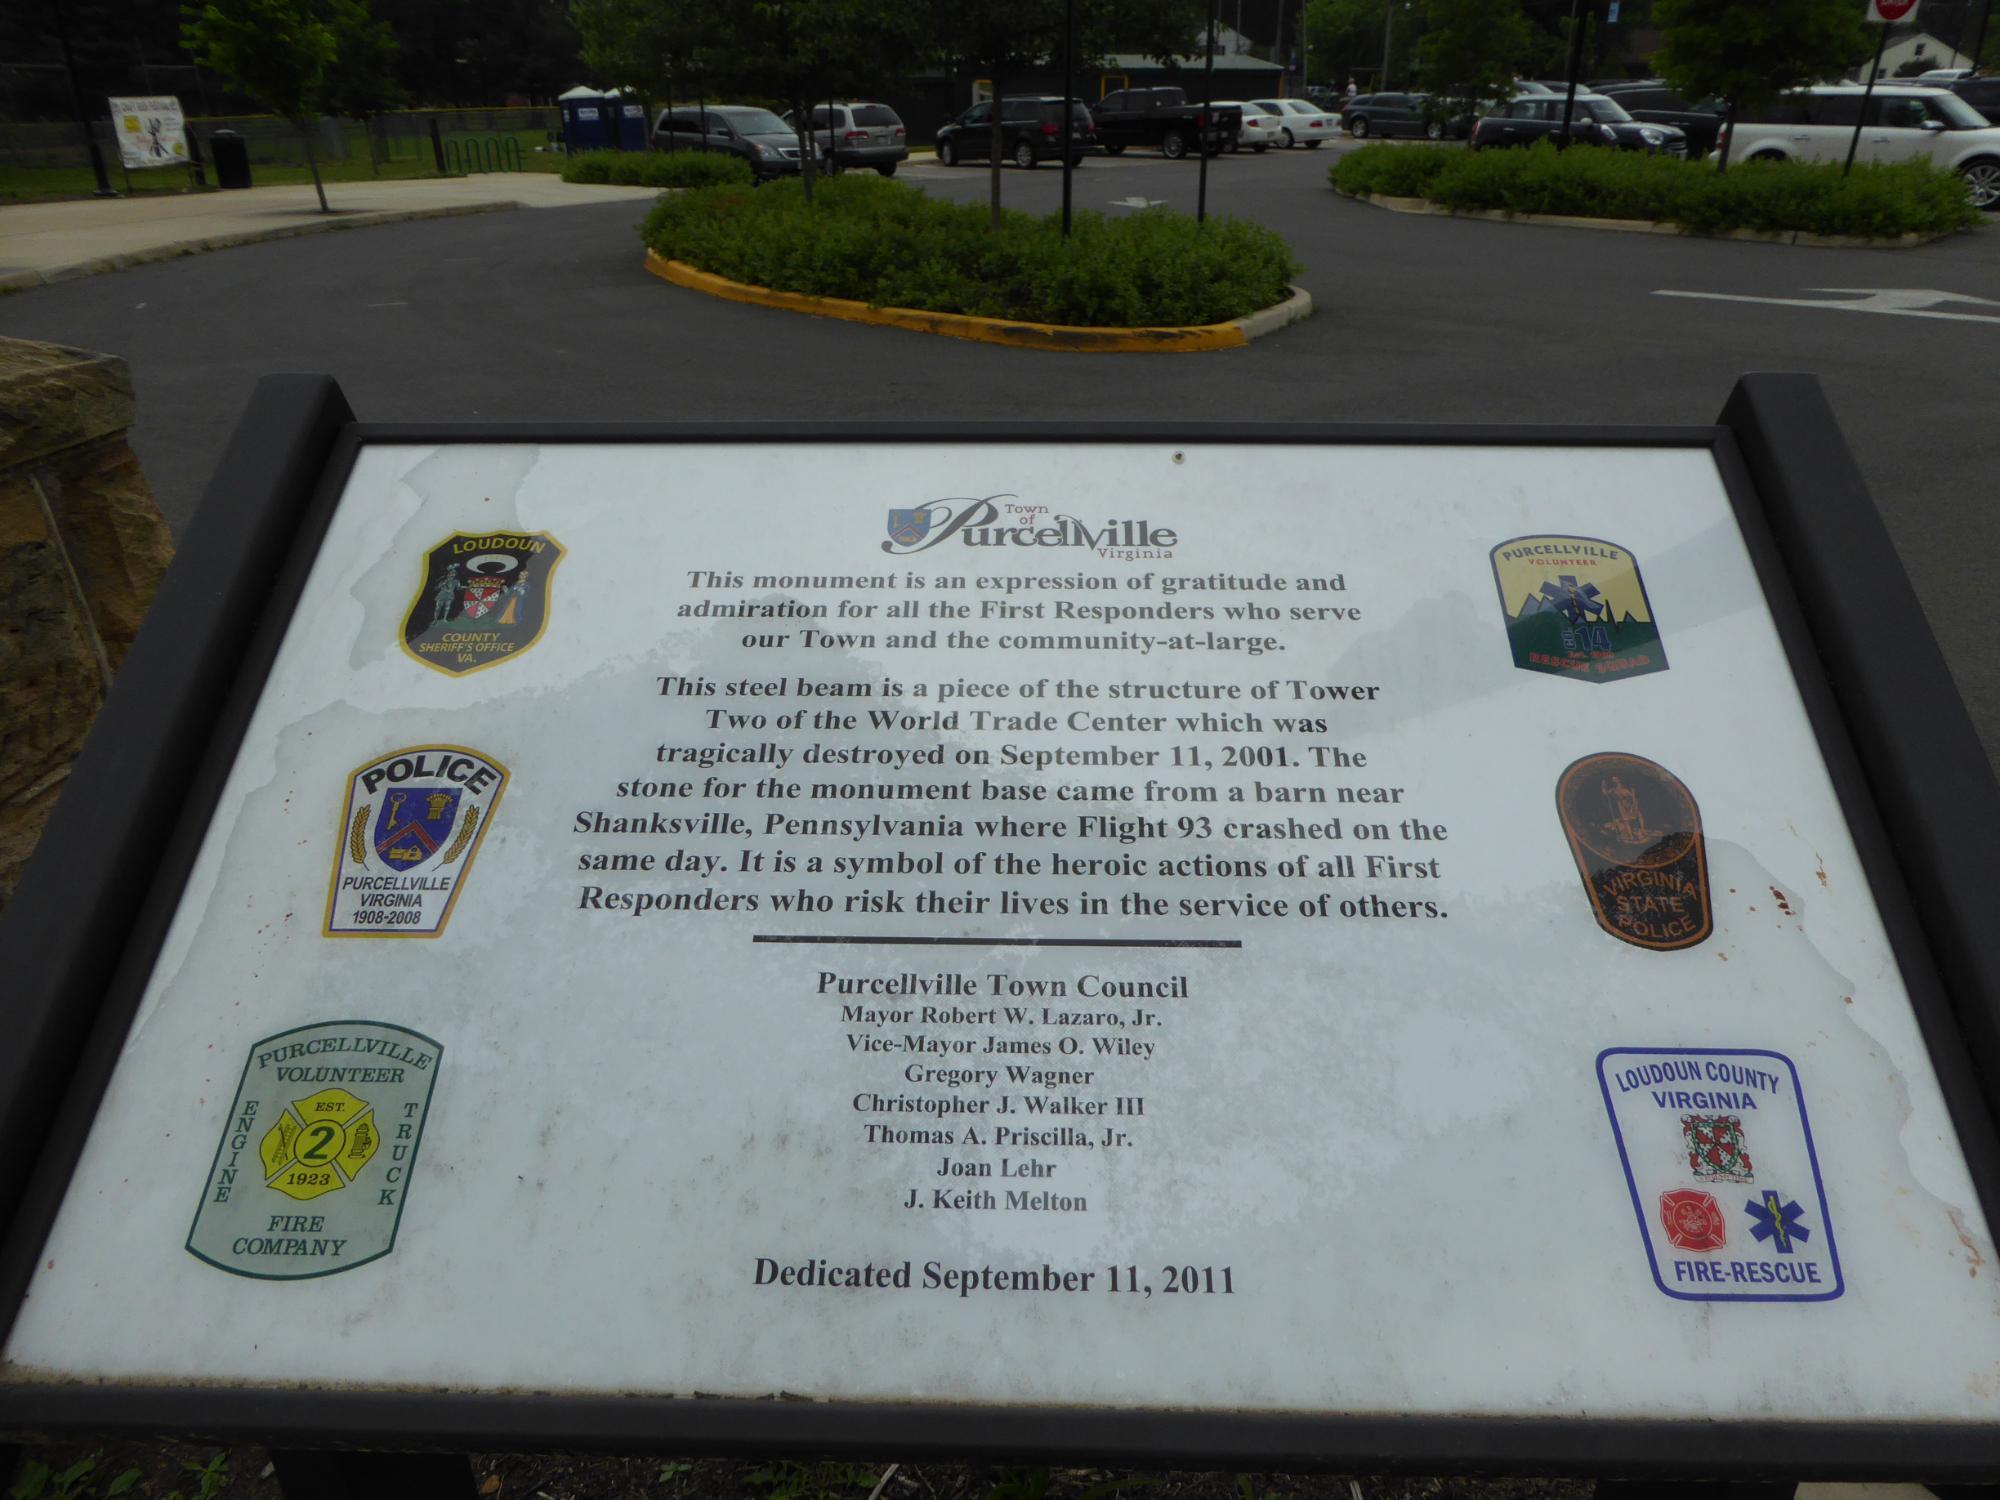 Town
of
Purcellville
Virginia
This monument is an expression of gratitude and
admiration for all the First Responders who serve
our Town and the community-at-large.
This steel beam is a piece of the structure of Tower
Two of the World Trade Center which was
tragically destroyed on September 11, 2001. The
stone for the monument base came from a barn near
Shanksville, Pennsylvania where Flight 93 crashed on the
same day. It is a symbol of the heroic actions of all First
Responders who risk their lives in the service of others.
Purcellville Town Council
Mayor Robert W. Lazaro, Jr.
Vice-Mayor James O. Wiley
Gregory Wagner
Christopher J. Walker III
Thomas A. Priscilla, Jr.
Joan Lehr
J. Keith Melton
Dedicated September 11, 2011
LOUDOUN
COUNTY
SHERIFF'S OFFICE
VA.
POLICE
PURCELLVILLE
VIRGINIA
1908-2008
PURCELLVILLE
VOLUNTEER
ENGINE
TRUCK
EST.
2
1923
FIRE
COMPANY
PURCELLVILLE
VOLUNTEER
CO 14
RESCUE SQUAD
VIRGINIA
STATE
POLICE
LOUDOUN COUNTY
VIRGINIA
FIRE-RESCUE